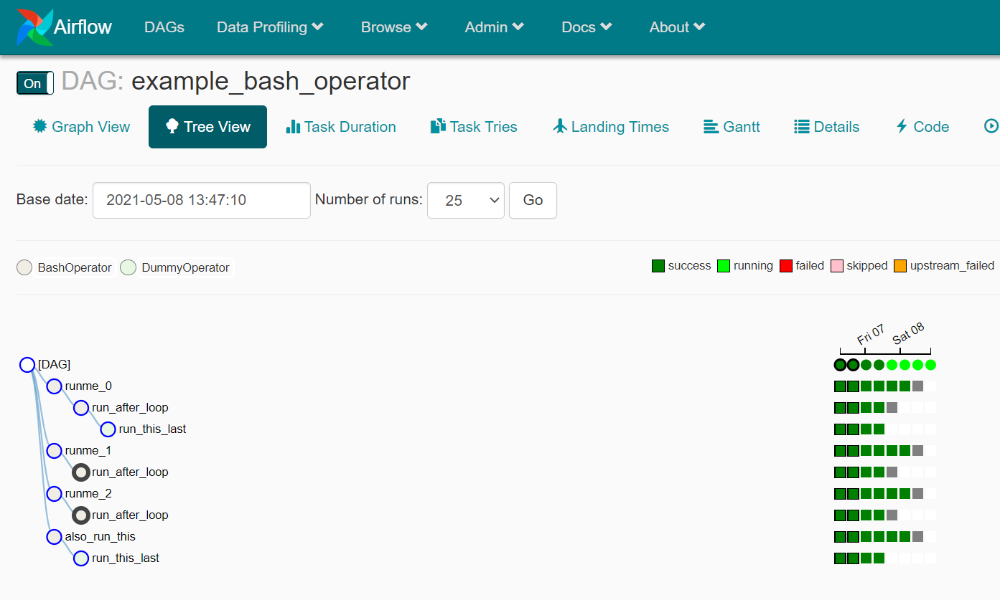 Airflow DAGs Data Profiling Browse Admin Docs About
On DAG: example_bash_operator
Graph View Tree View Task Duration Task Tries Landing Times Gantt Details Code
Base date: 2021-05-08 13:47:10 Number of runs: 25 Go
BashOperator DummyOperator success running failed skipped upstream_failed
Fri 07 Sat 08
[DAG]
runme_0
run_after_loop
run_this_last
runme_1
run_after_loop
runme_2
run_after_loop
also_run_this
run_this_last